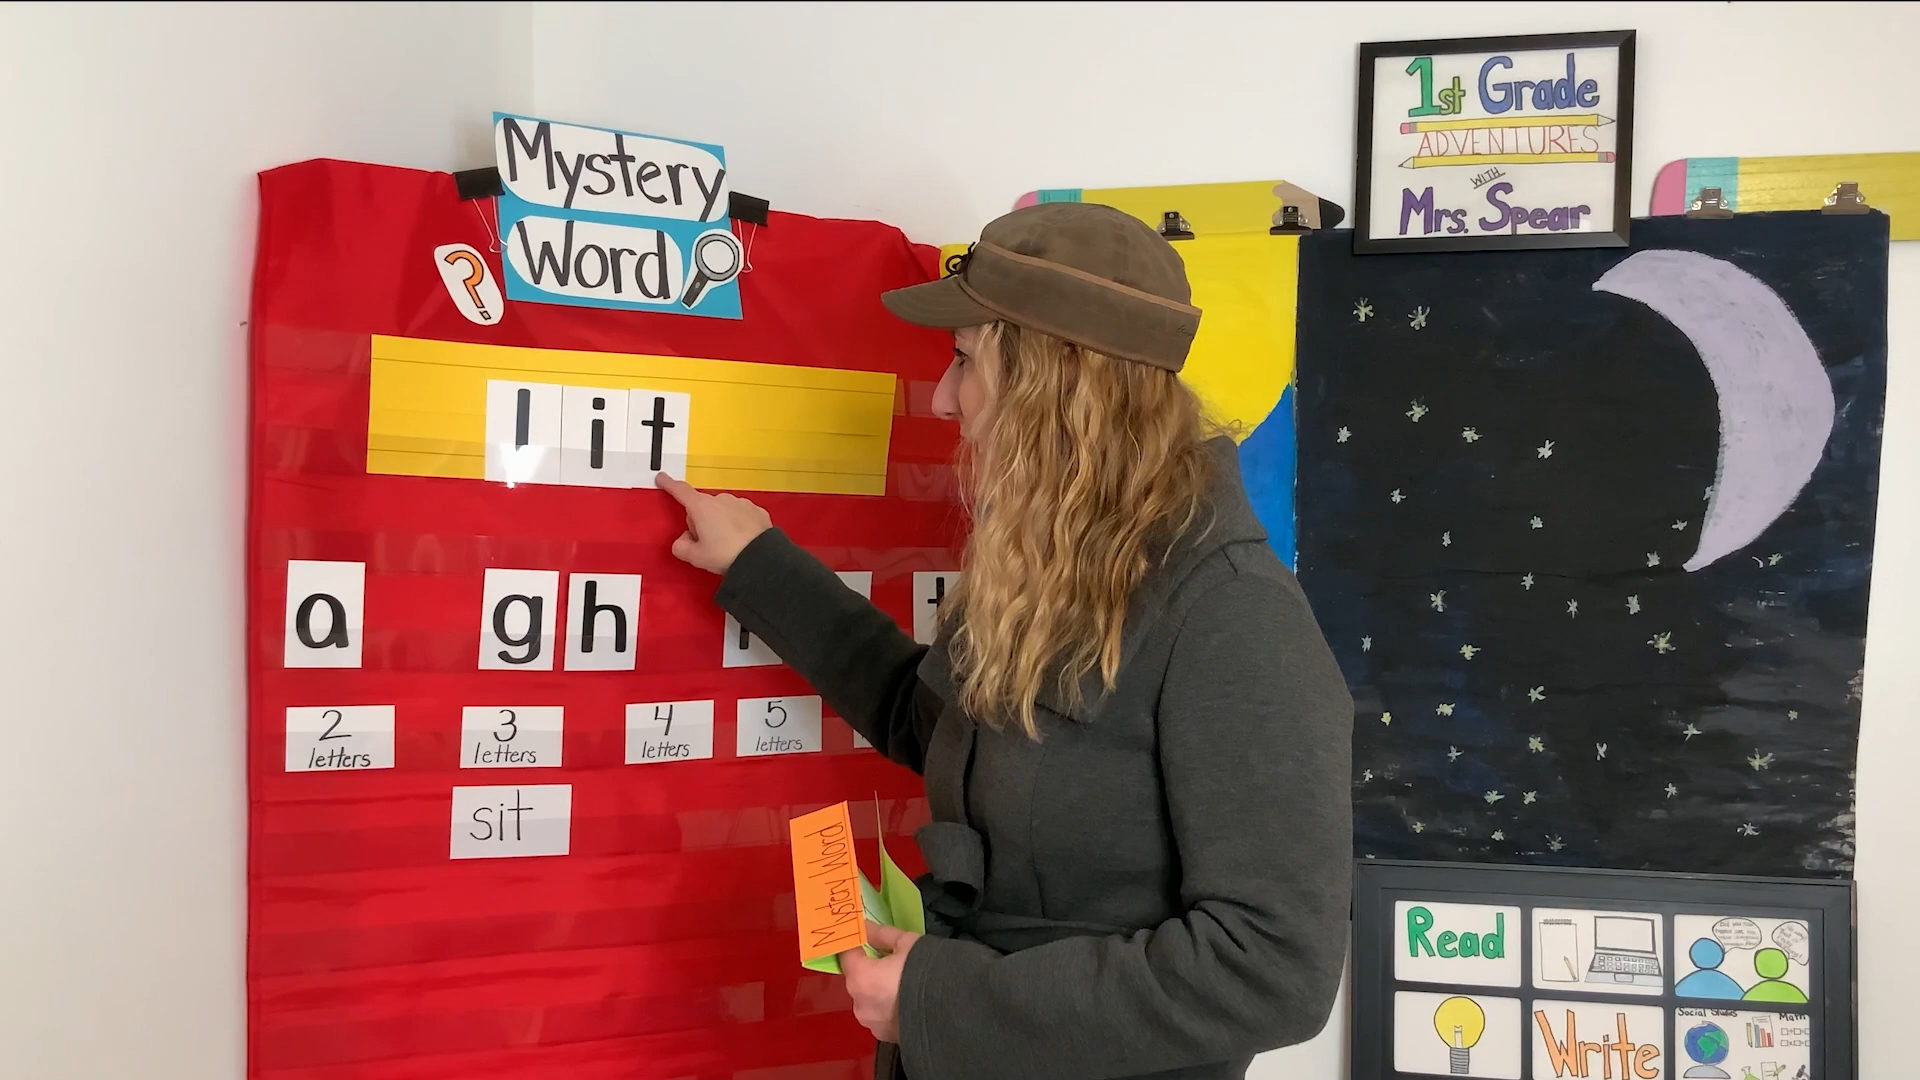 Mystery
Word
?
lit
a g h t
2 letters
3 letters
4 letters
5 letters
sit
Mystery Word
1st Grade
ADVENTURES
WITH
Mrs. Spear
Read
Write
Social Studies
Math